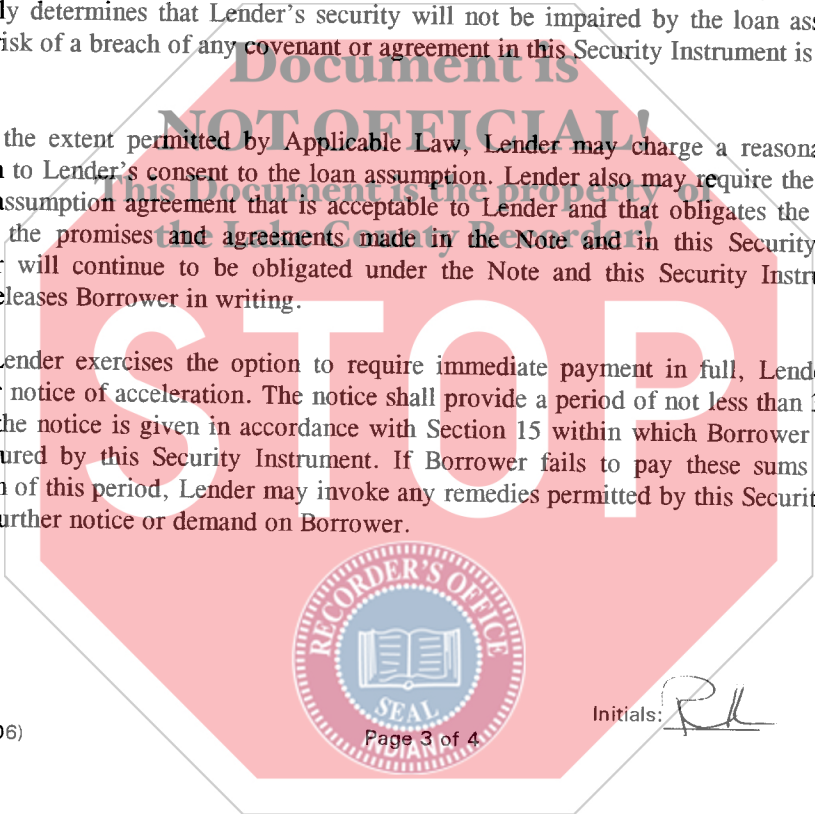 ly determines that Lender's security will not be impaired by the loan ass
risk of a breach of any covenant or agreement in this Security Instrument is
Document is
NOT OFFICIAL!
the extent permitted by Applicable Law, Lender may charge a reasona
n to Lender's consent to the loan assumption. Lender also may require the
This Document is the property of
assumption agreement that is acceptable to Lender and that obligates the
the Lake County Recorder!
the promises and agreements made in the Note and in this Security
r will continue to be obligated under the Note and this Security Instru
eleases Borrower in writing.
STOP
Lender exercises the option to require immediate payment in full, Lende
r notice of acceleration. The notice shall provide a period of not less than 3
the notice is given in accordance with Section 15 within which Borrower
ured by this Security Instrument. If Borrower fails to pay these sums
n of this period, Lender may invoke any remedies permitted by this Securit
urther notice or demand on Borrower.
RECORDER'S OFFICE
SEAL
INDIANA
Initials:
06)
Page 3 of 4